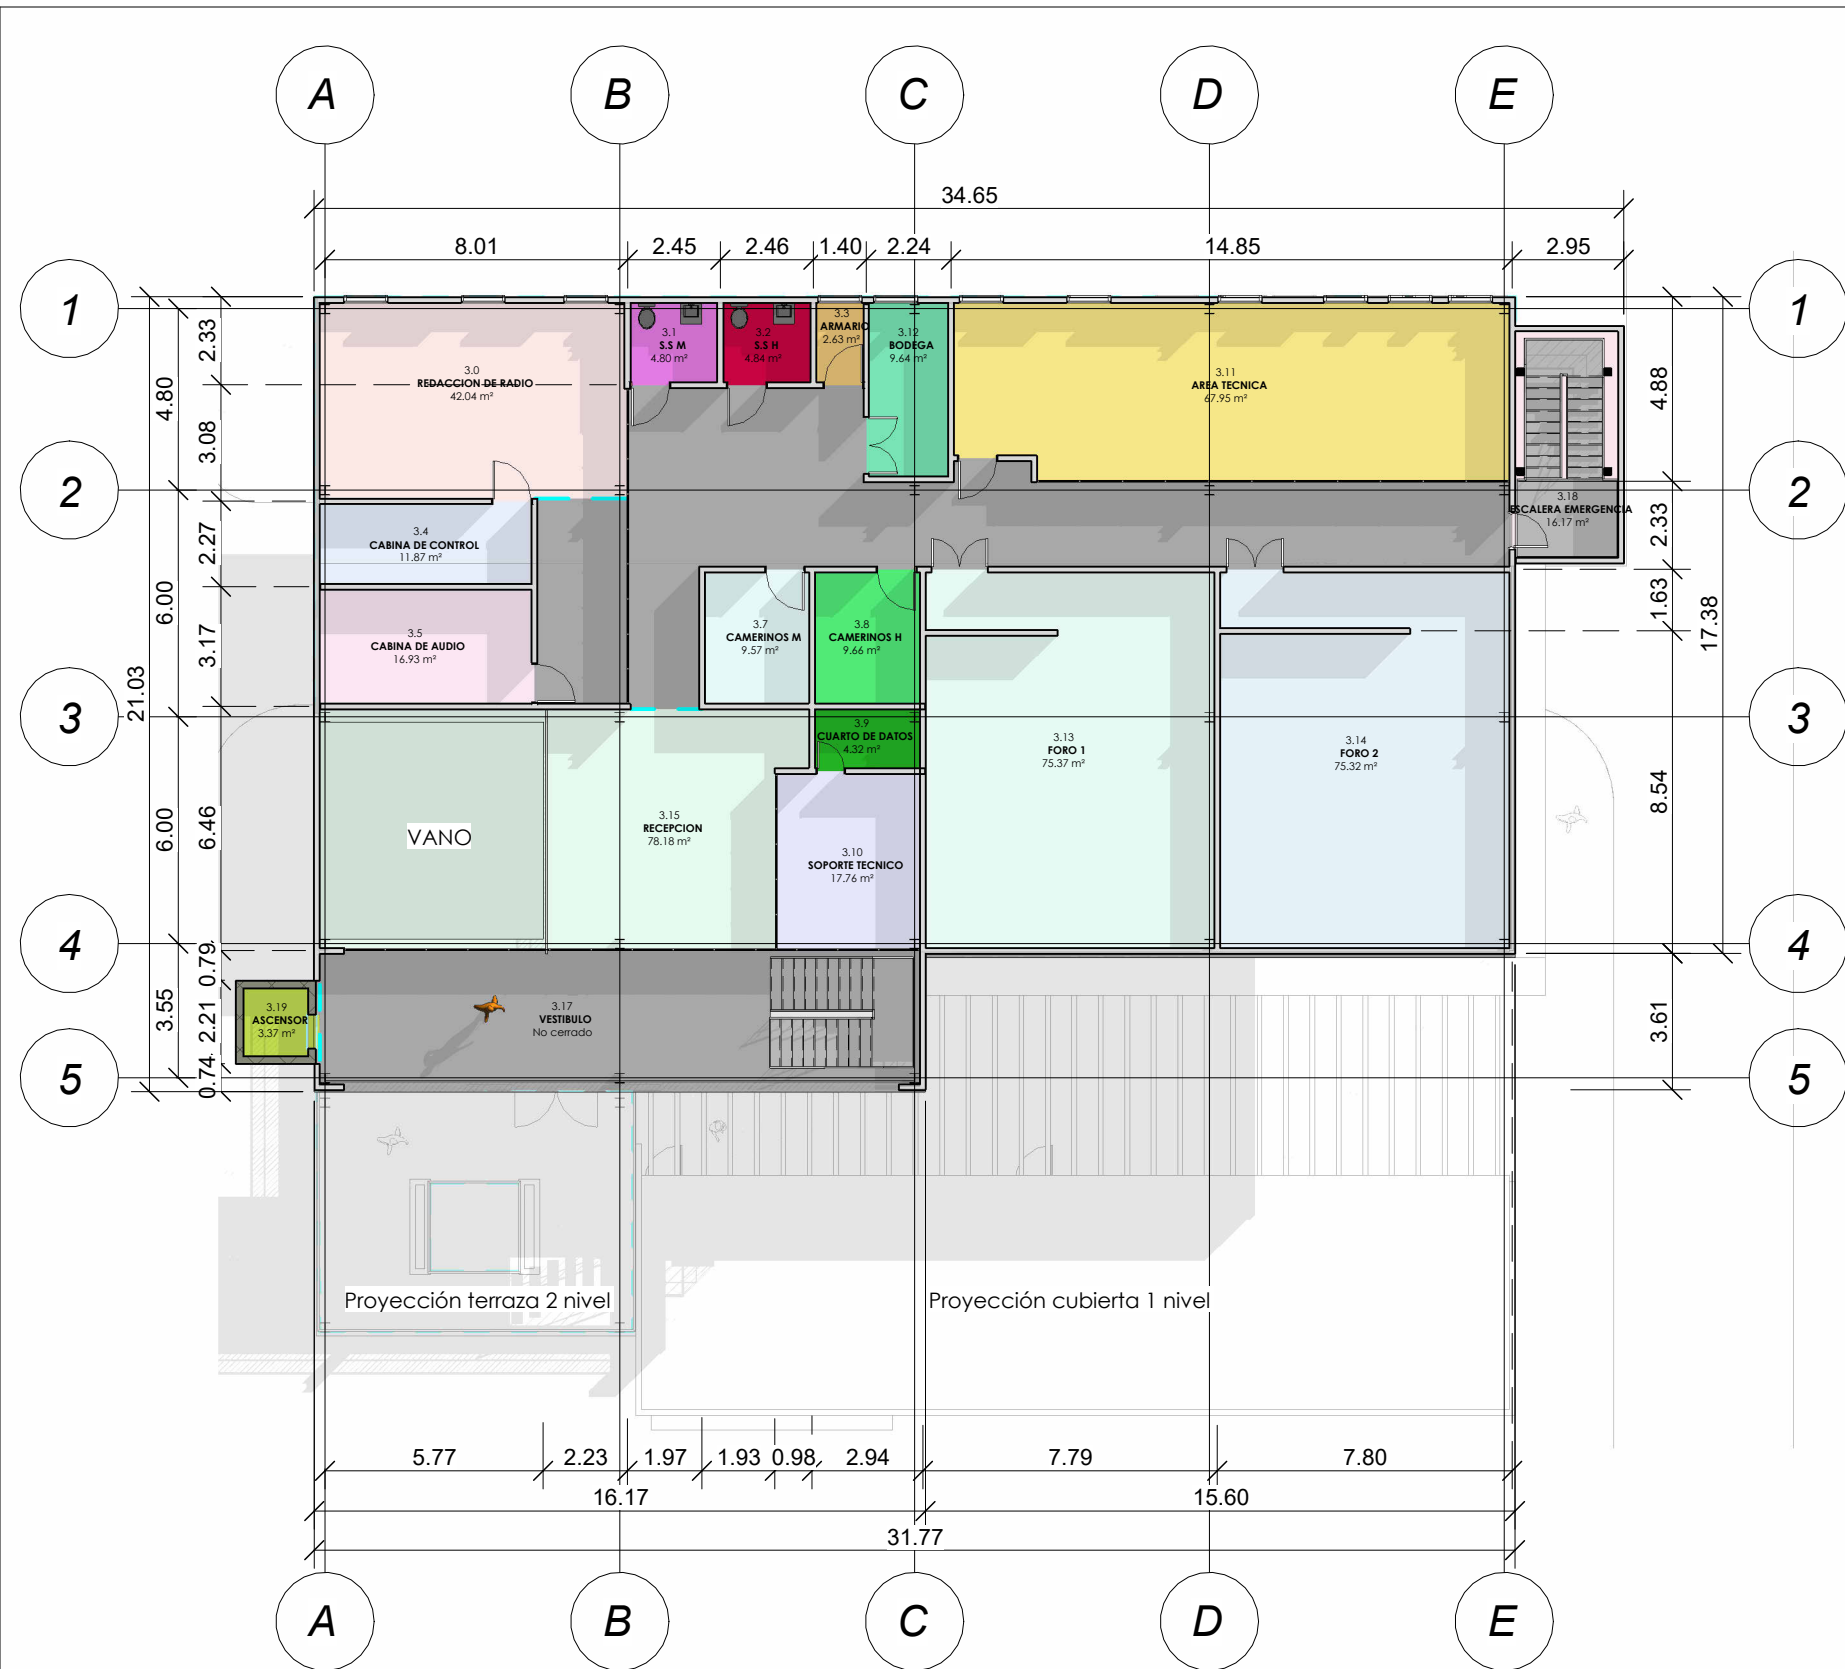 A B C D E
34.65
8.01 2.45 2.46 1.40 2.24 14.85 2.95
1 1
2 2
3 3
4 4
5 5
21.03
4.80
6.00
6.00
3.55
2.33
3.08
2.27
3.17
6.46
0.79
2.21
0.74
4.88
2.33
1.63
8.54
3.61
17.38
3.0
REDACCION DE RADIO
42.04 m²
3.1
S.S M
4.80 m²
3.2
S.S H
4.84 m²
3.3
ARMARIO
2.63 m²
3.12
BODEGA
9.64 m²
3.11
AREA TECNICA
67.95 m²
3.18
ESCALERA EMERGENCIA
16.17 m²
3.4
CABINA DE CONTROL
11.87 m²
3.5
CABINA DE AUDIO
16.93 m²
3.7
CAMERINOS M
9.57 m²
3.8
CAMERINOS H
9.66 m²
3.9
CUARTO DE DATOS
4.32 m²
3.13
FORO 1
75.37 m²
3.14
FORO 2
75.32 m²
VANO
3.15
RECEPCION
78.18 m²
3.10
SOPORTE TECNICO
17.76 m²
3.19
ASCENSOR
3.37 m²
3.17
VESTIBULO
No cerrado
Proyección terraza 2 nivel
Proyección cubierta 1 nivel
5.77 2.23 1.97 1.93 0.98 2.94 7.79 7.80
16.17 15.60
31.77
A B C D E